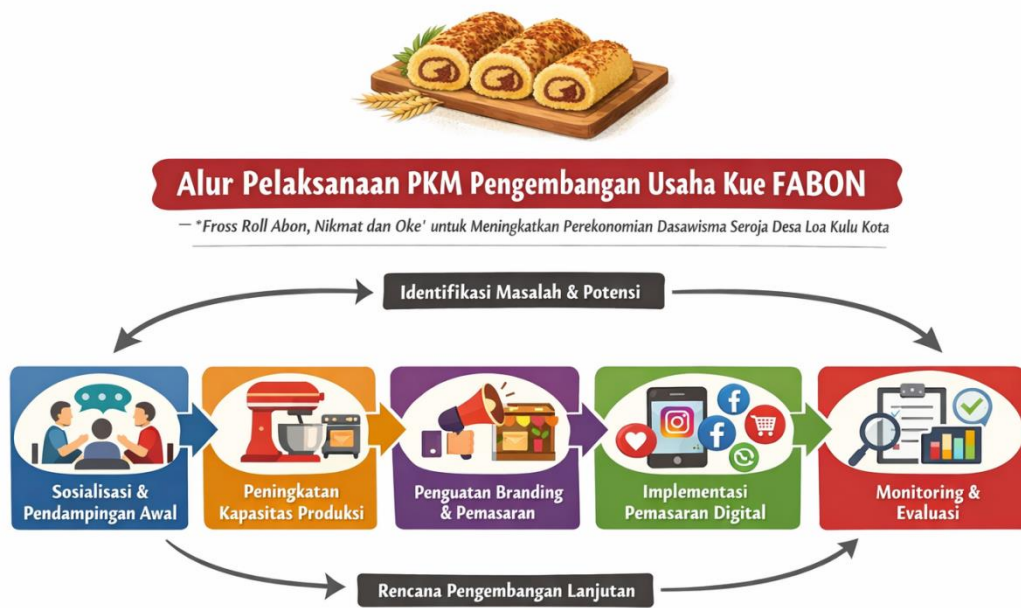 Alur Pelaksanaan PKM Pengembangan Usaha Kue FABON
— "Fross Roll Abon, Nikmat dan Oke' untuk Meningkatkan Perekonomian Dasawisma Seroja Desa Loa Kulu Kota
Identifikasi Masalah & Potensi
Sosialisasi &
Pendampingan Awal
Peningkatan
Kapasitas Produksi
Penguatan Branding
& Pemasaran
Implementasi
Pemasaran Digital
Monitoring &
Evaluasi
Rencana Pengembangan Lanjutan